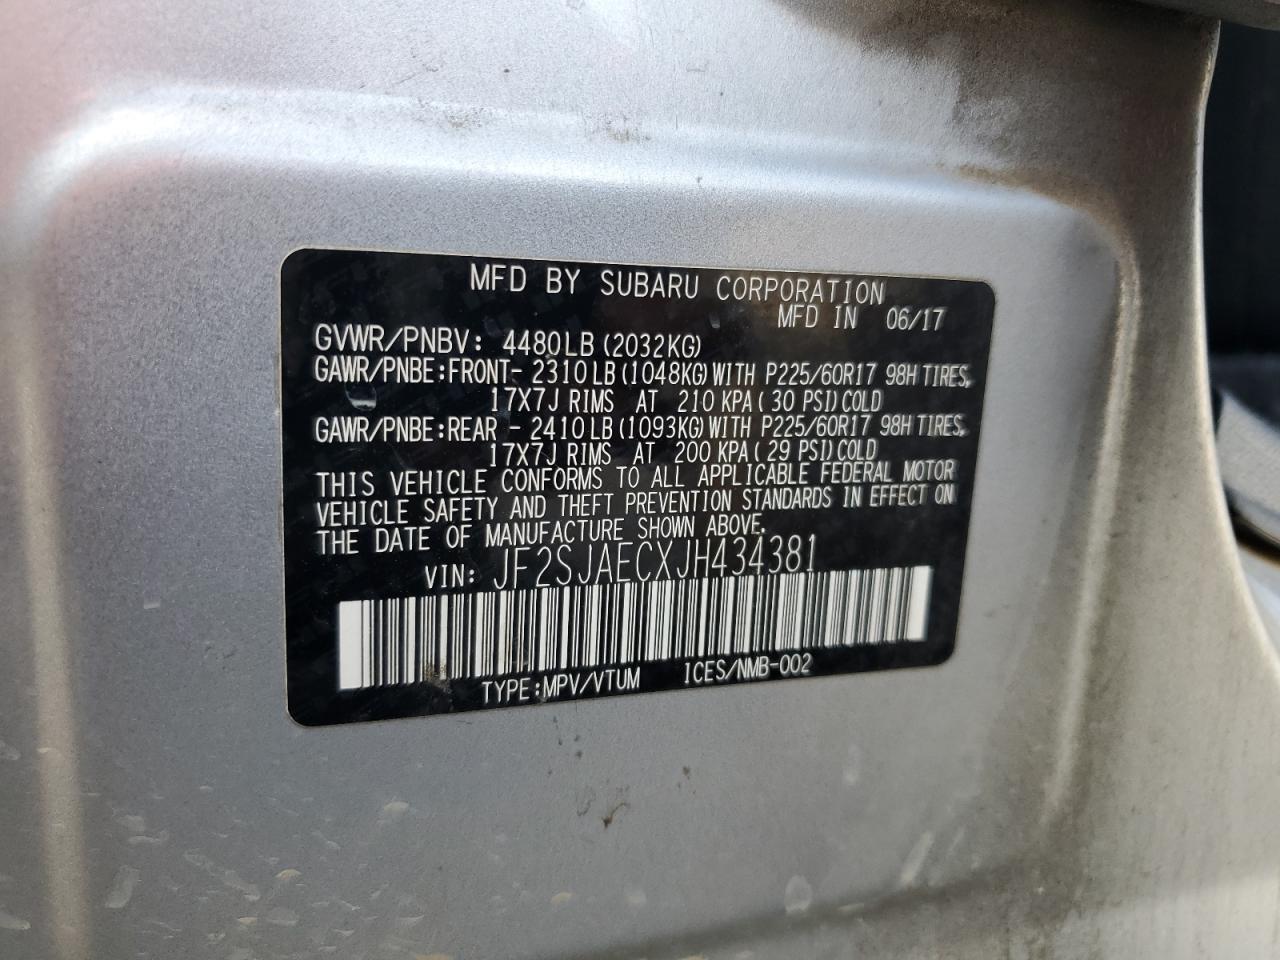 MFD BY SUBARU CORPORATION
MFD IN 06/17
GVWR/PNBV: 4480LB (2032KG)
GAWR/PNBE:FRONT- 2310LB (1048KG) WITH P225/60R17 98H TIRES,
17X7J RIMS AT 210 KPA ( 30 PSI) COLD
GAWR/PNBE:REAR - 2410LB (1093KG) WITH P225/60R17 98H TIRES,
17X7J RIMS AT 200 KPA ( 29 PSI) COLD
THIS VEHICLE CONFORMS TO ALL APPLICABLE FEDERAL MOTOR
VEHICLE SAFETY AND THEFT PREVENTION STANDARDS IN EFFECT ON
THE DATE OF MANUFACTURE SHOWN ABOVE.
VIN: JF2SJAECXJH434381
TYPE:MPV/VTUM ICES/NMB-002